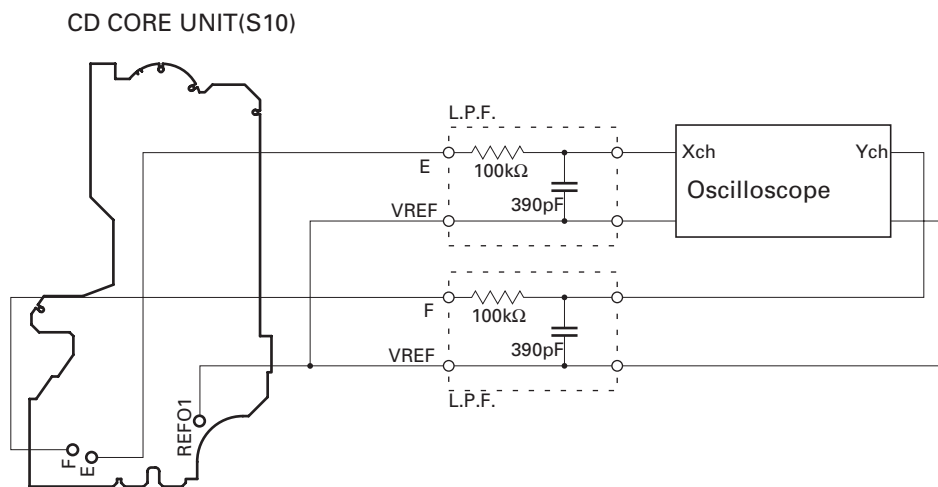 CD CORE UNIT(S10)
L.P.F.
E
100kΩ
390pF
VREF
Xch
Ych
Oscilloscope
F
100kΩ
390pF
VREF
L.P.F.
REFO1
F
E